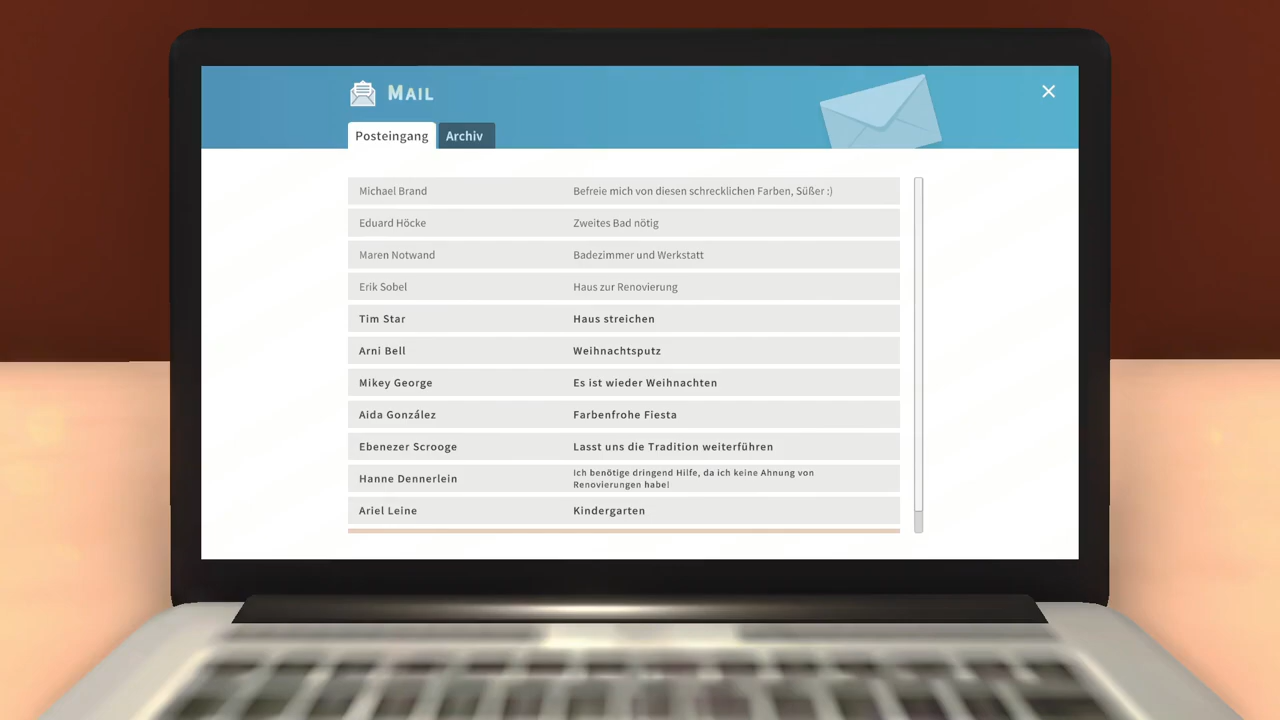 MAIL
Posteingang Archiv
Michael Brand Befreie mich von diesen schrecklichen Farben, Süßer :)
Eduard Höcke Zweites Bad nötig
Maren Notwand Badezimmer und Werkstatt
Erik Sobel Haus zur Renovierung
Tim Star Haus streichen
Arni Bell Weihnachtsputz
Mikey George Es ist wieder Weihnachten
Aida González Farbenfrohe Fiesta
Ebenezer Scrooge Lasst uns die Tradition weiterführen
Hanne Dennerlein Ich benötige dringend Hilfe, da ich keine Ahnung von
Renovierungen habe!
Ariel Leine Kindergarten